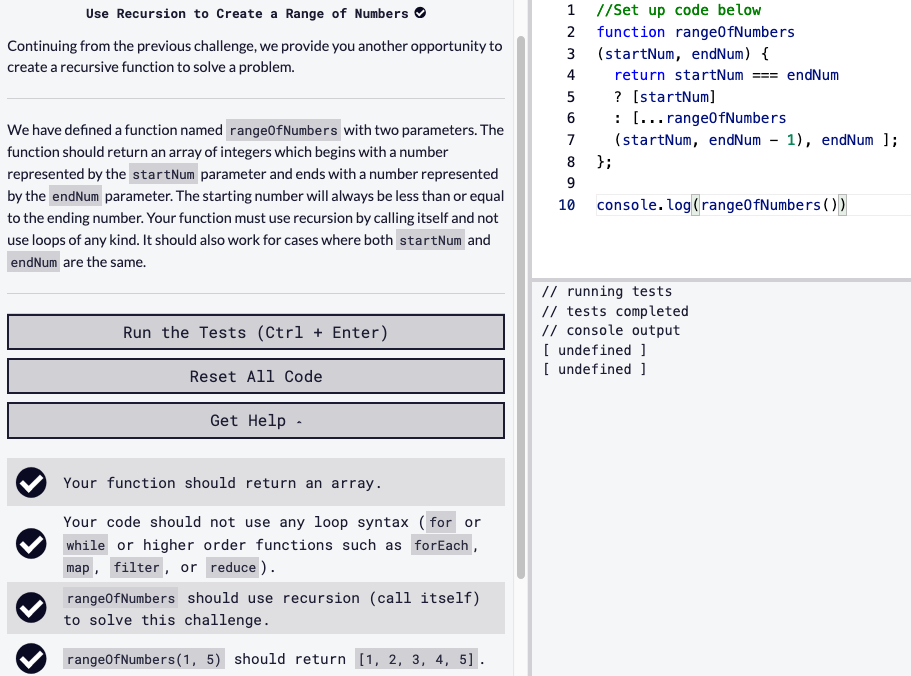 Use Recursion to Create a Range of Numbers
Continuing from the previous challenge, we provide you another opportunity to
create a recursive function to solve a problem.
We have defined a function named rangeOfNumbers with two parameters. The
function should return an array of integers which begins with a number
represented by the startNum parameter and ends with a number represented
by the endNum parameter. The starting number will always be less than or equal
to the ending number. Your function must use recursion by calling itself and not
use loops of any kind. It should also work for cases where both startNum and
endNum are the same.
Run the Tests (Ctrl + Enter)
Reset All Code
Get Help
Your function should return an array.
Your code should not use any loop syntax (for or
while or higher order functions such as forEach,
map, filter, or reduce).
rangeOfNumbers should use recursion (call itself)
to solve this challenge.
rangeOfNumbers(1, 5) should return [1, 2, 3, 4, 5].
1 //Set up code below
2 function rangeOfNumbers
3 (startNum, endNum) {
4 return startNum === endNum
5 ? [startNum]
6 : [...rangeOfNumbers
7 (startNum, endNum - 1), endNum ];
8 };
9
10 console.log(rangeOfNumbers())
// running tests
// tests completed
// console output
[ undefined ]
[ undefined ]